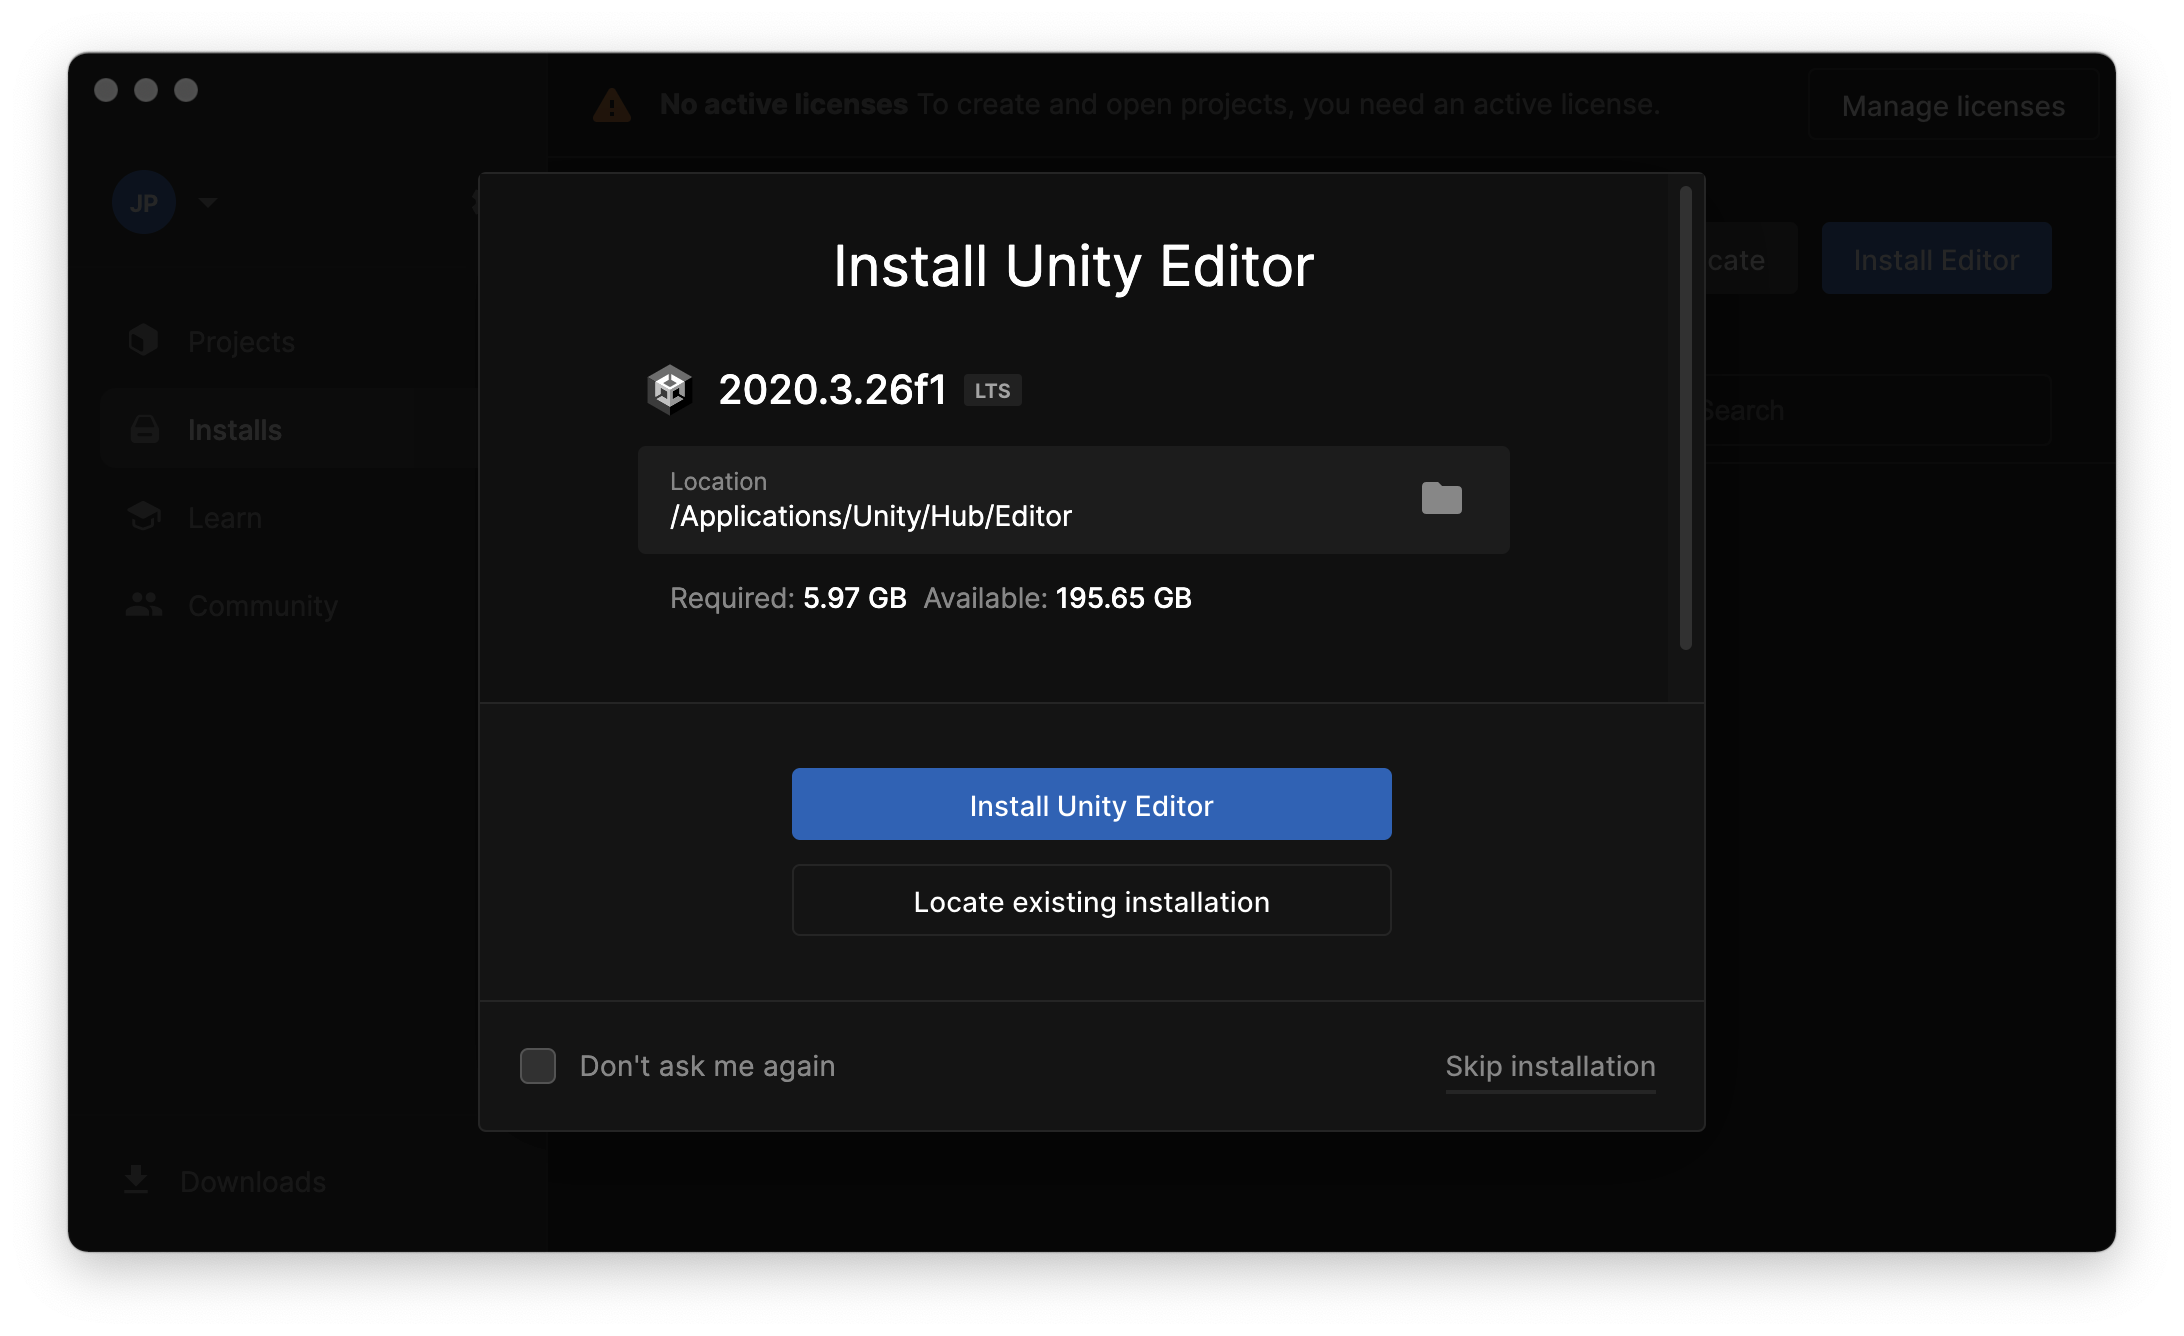 No active licenses To create and open projects, you need an active license.
Manage licenses
JP
cate
Install Editor
Projects
Installs
Learn
Community
Search
Downloads
Install Unity Editor
2020.3.26f1 LTS
Location
/Applications/Unity/Hub/Editor
Required: 5.97 GB Available: 195.65 GB
Install Unity Editor
Locate existing installation
Don't ask me again
Skip installation